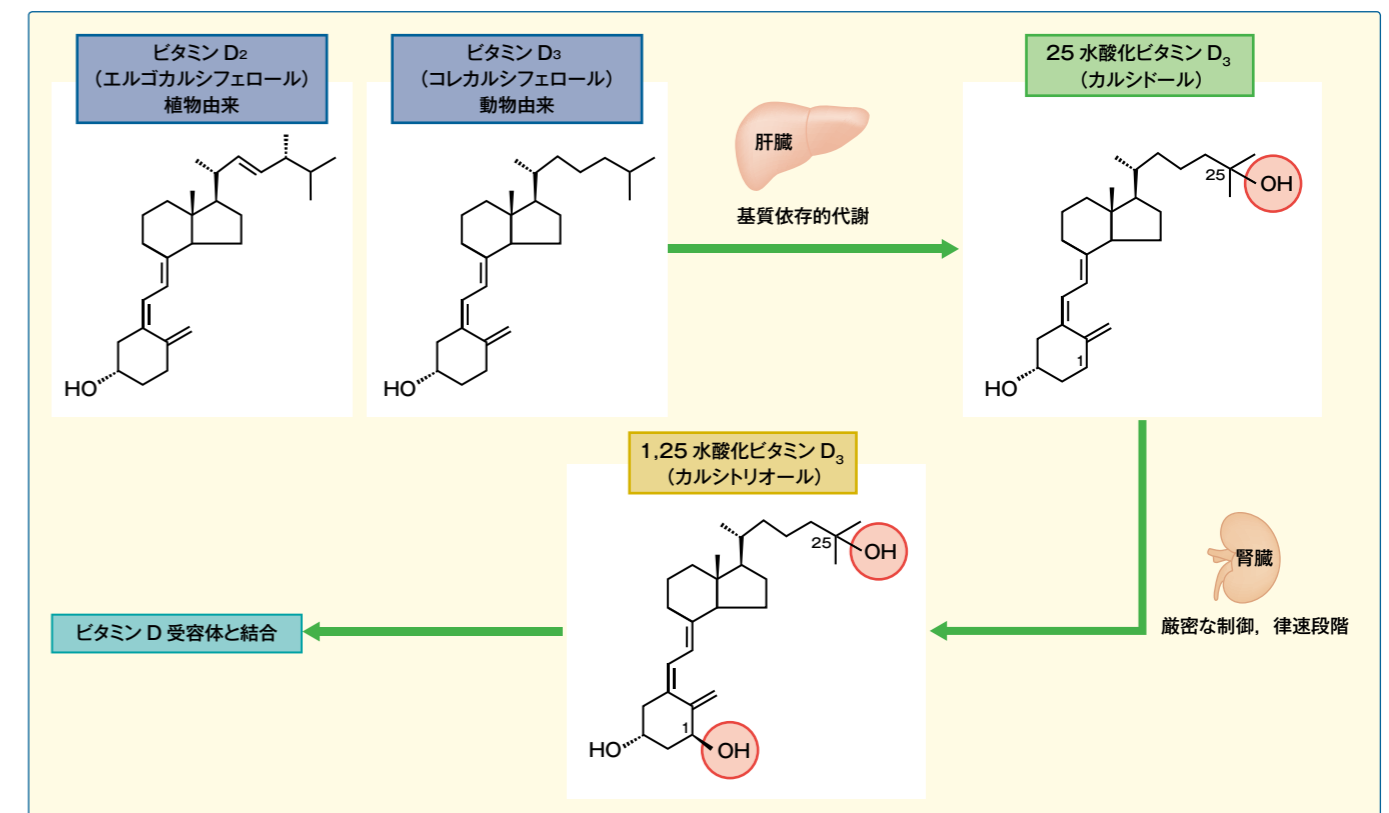 ビタミン D2
（エルゴカルシフェロール）
植物由来
HO
ビタミン D3
（コレカルシフェロール）
動物由来
HO
肝臓
基質依存的代謝
25 水酸化ビタミン D3
（カルシドール）
25
OH
1
HO
腎臓
厳密な制御，律速段階
1,25 水酸化ビタミン D3
（カルシトリオール）
25
OH
1
HO
OH
ビタミン D 受容体と結合